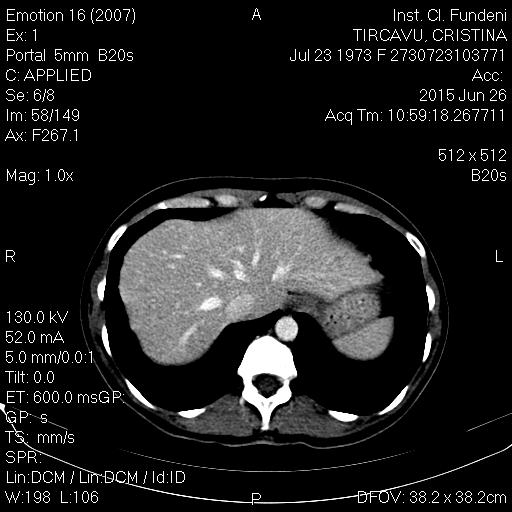 Emotion 16 (2007)
Ex: 1
Portal 5mm B20s
C: APPLIED
Se: 6/8
Im: 58/149
Ax: F267.1
Mag: 1.0x
A
Inst. Cl. Fundeni
TIRCAVU, CRISTINA
Jul 23 1973 F 2730723103771
Acc:
2015 Jun 26
Acq Tm: 10:59:18.267711
512 x 512
B20s
R
L
130.0 kV
52.0 mA
5.0 mm/0.0:1
Tilt: 0.0
ET: 600.0 msGP:
GP: s
TS: mm/s
SPR:
Lin:DCM / Lin:DCM / Id:ID
W:198 L:106
P
DFOV: 38.2 x 38.2cm